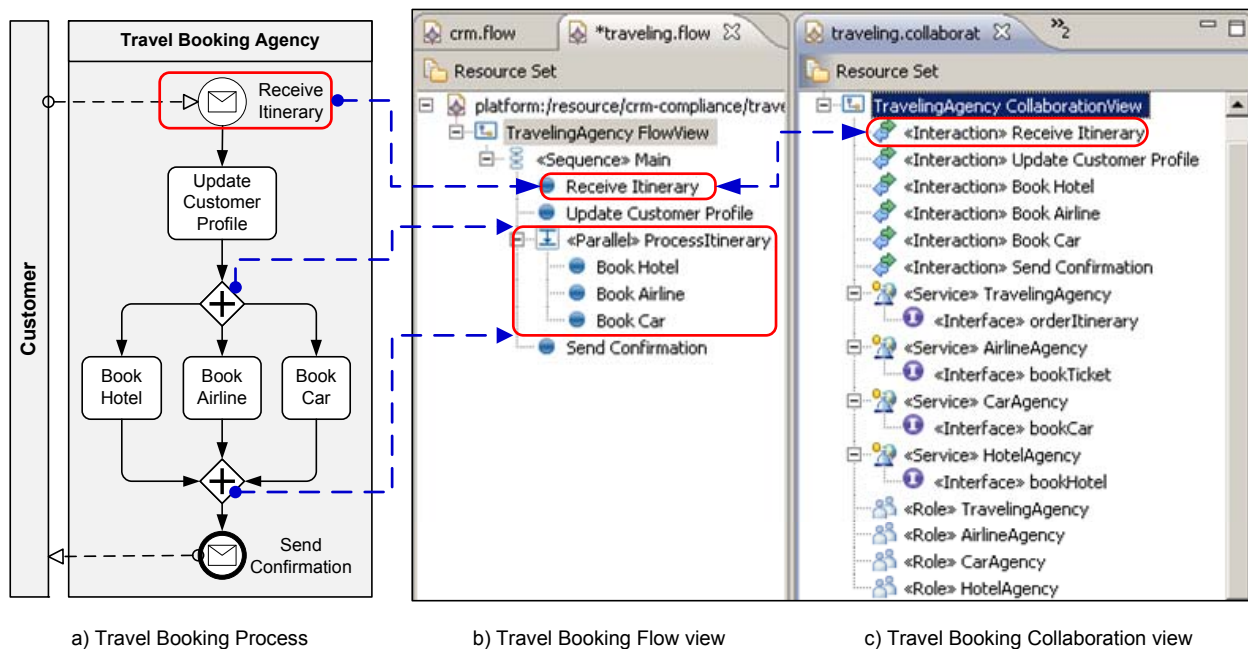 Travel Booking Agency
Customer
Receive
Itinerary
Update
Customer
Profile
Book
Hotel
Book
Airline
Book
Car
Send
Confirmation
a) Travel Booking Process
crm.flow
*traveling.flow
Resource Set
platform:/resource/crm-compliance/trave
TravelingAgency FlowView
«Sequence» Main
Receive Itinerary
Update Customer Profile
«Parallel» ProcessItinerary
Book Hotel
Book Airline
Book Car
Send Confirmation
b) Travel Booking Flow view
traveling.collaborat
»2
Resource Set
TravelingAgency CollaborationView
«Interaction» Receive Itinerary
«Interaction» Update Customer Profile
«Interaction» Book Hotel
«Interaction» Book Airline
«Interaction» Book Car
«Interaction» Send Confirmation
«Service» TravelingAgency
«Interface» orderItinerary
«Service» AirlineAgency
«Interface» bookTicket
«Service» CarAgency
«Interface» bookCar
«Service» HotelAgency
«Interface» bookHotel
«Role» TravelingAgency
«Role» AirlineAgency
«Role» CarAgency
«Role» HotelAgency
c) Travel Booking Collaboration view